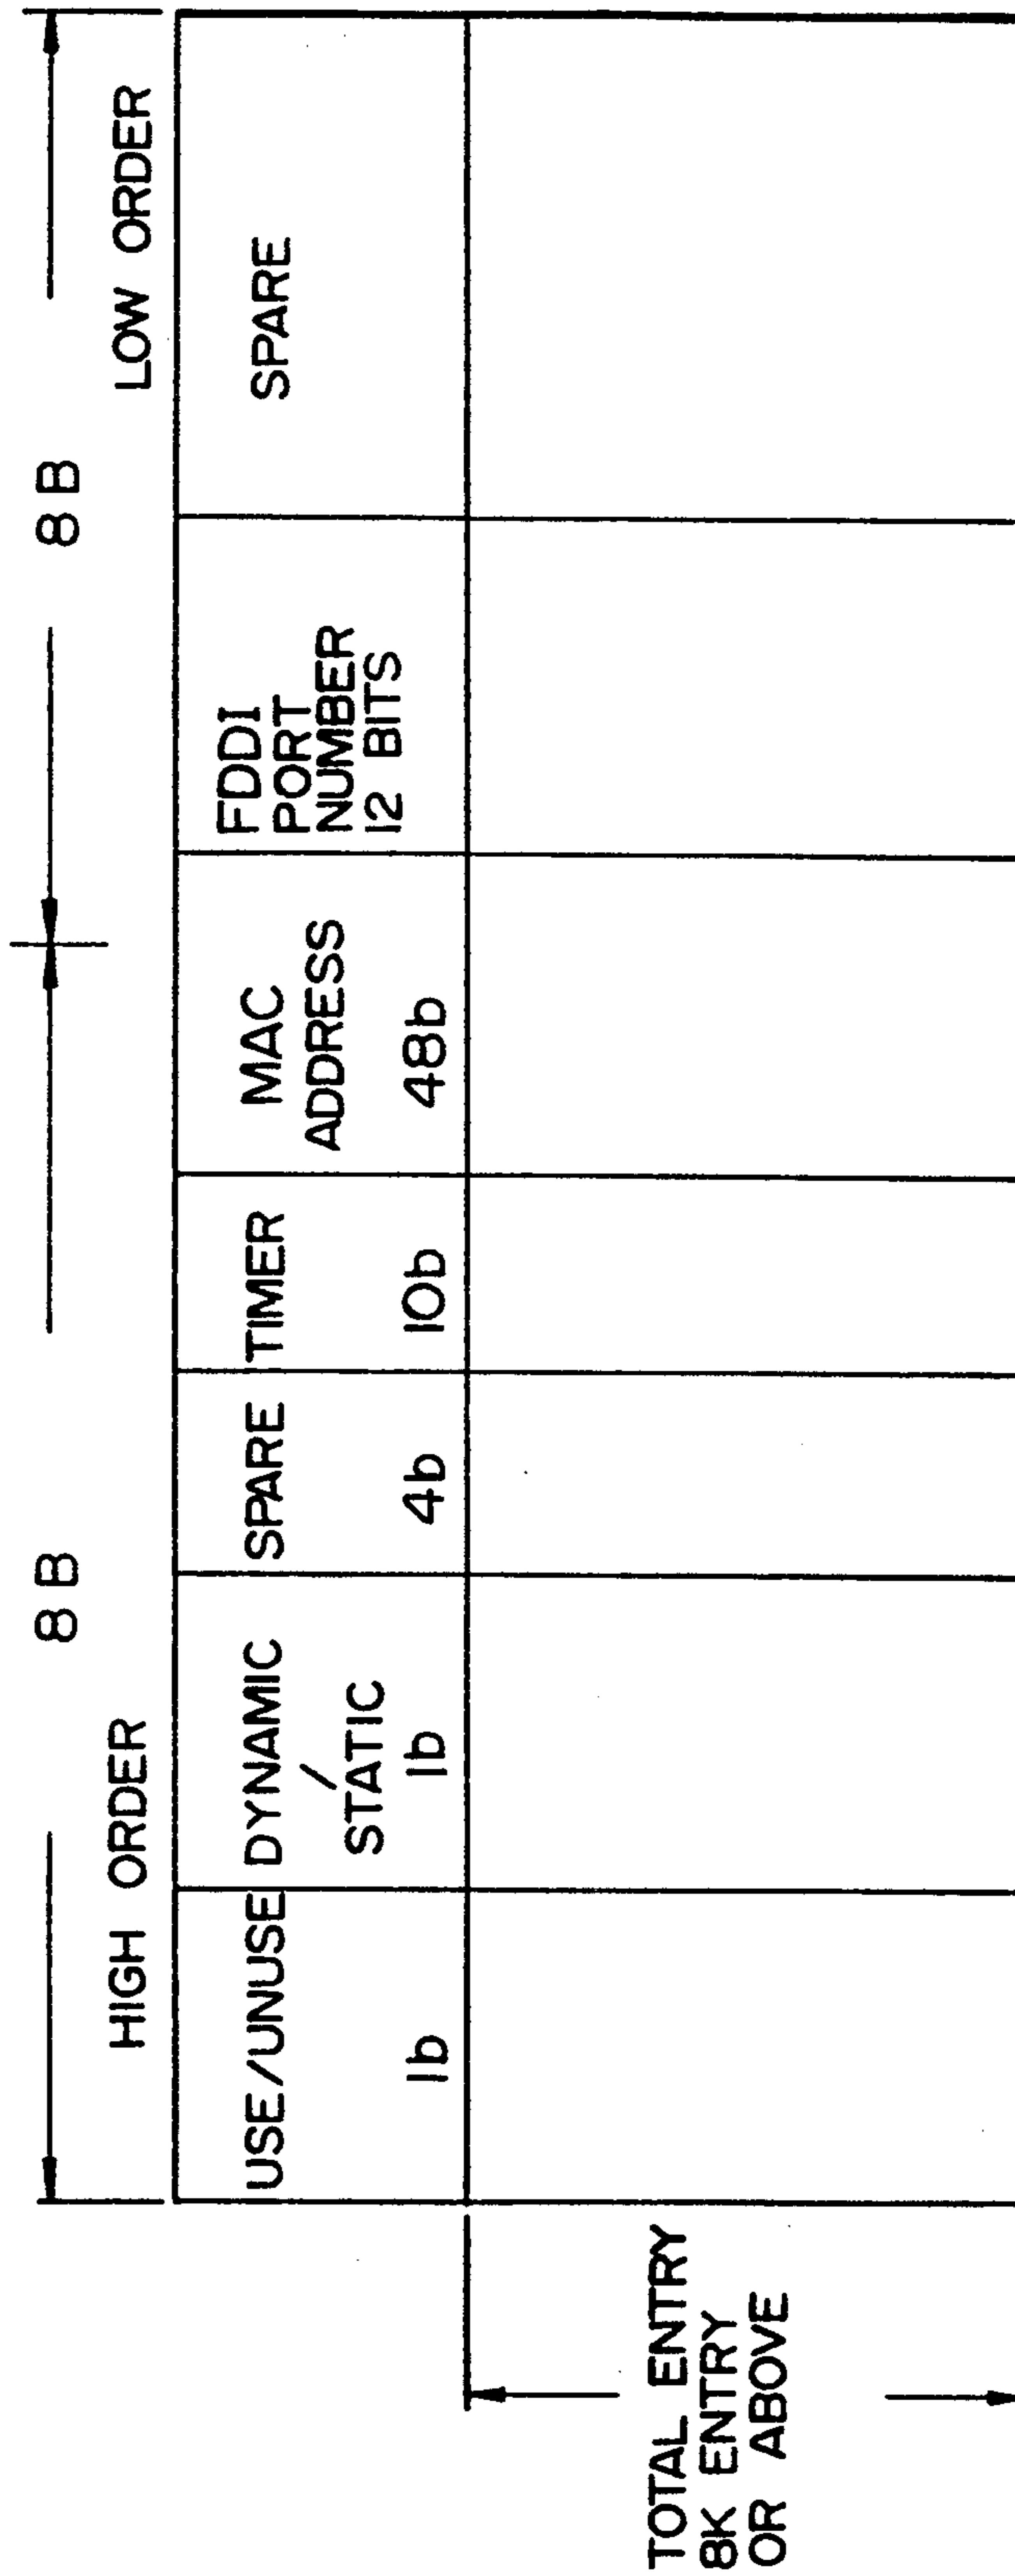 8 B 8 B
HIGH ORDER LOW ORDER
USE/UNUSE
1b
DYNAMIC
/
STATIC
1b
SPARE
4b
TIMER
10b
MAC
ADDRESS
48b
FDDI
PORT
NUMBER
12 BITS
SPARE
TOTAL ENTRY
8K ENTRY
OR ABOVE